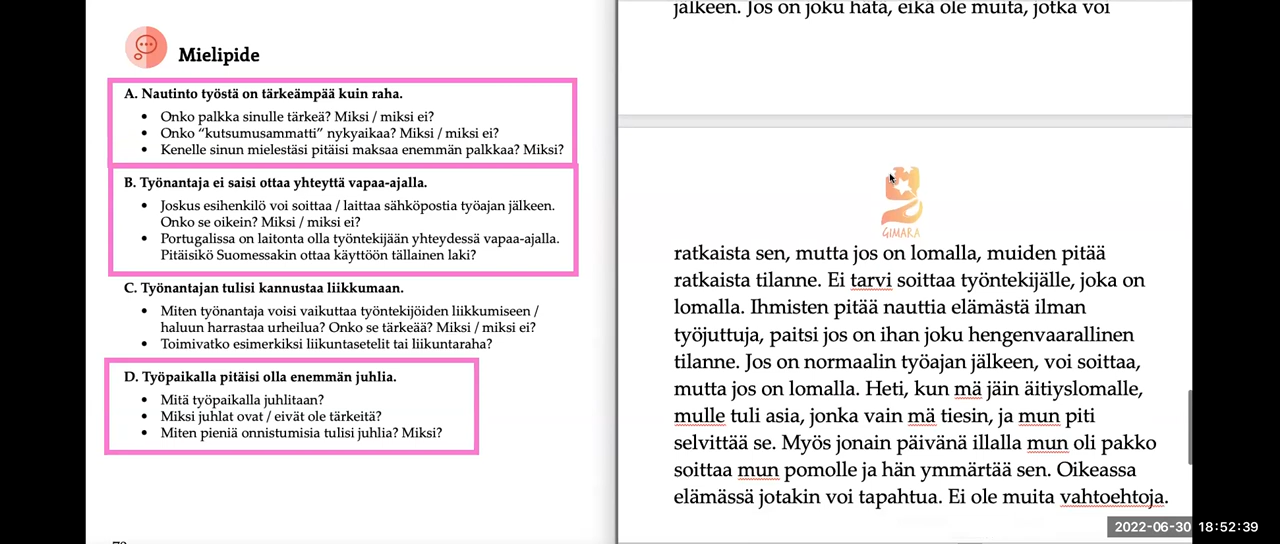 Mielipide
A. Nautinto työstä on tärkeämpää kuin raha.
• Onko palkka sinulle tärkeä? Miksi / miksi ei?
• Onko “kutsumusammatti” nykyaikaa? Miksi / miksi ei?
• Kenelle sinun mielestäsi pitäisi maksaa enemmän palkkaa? Miksi?
B. Työnantaja ei saisi ottaa yhteyttä vapaa-ajalla.
• Joskus esihenkilö voi soittaa / laittaa sähköpostia työajan jälkeen.
Onko se oikein? Miksi / miksi ei?
• Portugalissa on laitonta olla työntekijään yhteydessä vapaa-ajalla.
Pitäisikö Suomessakin ottaa käyttöön tällainen laki?
C. Työnantajan tulisi kannustaa liikkumaan.
• Miten työnantaja voisi vaikuttaa työntekijöiden liikkumiseen /
haluun harrastaa urheilua? Onko se tärkeää? Miksi / miksi ei?
• Toimivatko esimerkiksi liikuntasetelit tai liikuntaraha?
D. Työpaikalla pitäisi olla enemmän juhlia.
• Mitä työpaikalla juhlitaan?
• Miksi juhlat ovat / eivät ole tärkeitä?
• Miten pieniä onnistumisia tulisi juhlia? Miksi?
jälkeen. Jos on joku hätä, eikä ole muita, jotka voi
GIMARA
ratkaista sen, mutta jos on lomalla, muiden pitää
ratkaista tilanne. Ei tarvi soittaa työntekijälle, joka on
lomalla. Ihmisten pitää nauttia elämästä ilman
työjuttuja, paitsi jos on ihan joku hengenvaarallinen
tilanne. Jos on normaalin työajan jälkeen, voi soittaa,
mutta jos on lomalla. Heti, kun mä jäin äitiyslomalle,
mulle tuli asia, jonka vain mä tiesin, ja mun piti
selvittää se. Myös jonain päivänä illalla mun oli pakko
soittaa mun pomolle ja hän ymmärtää sen. Oikeassa
elämässä jotakin voi tapahtua. Ei ole muita vahtoehtoja.
2022-06-30 18:52:39